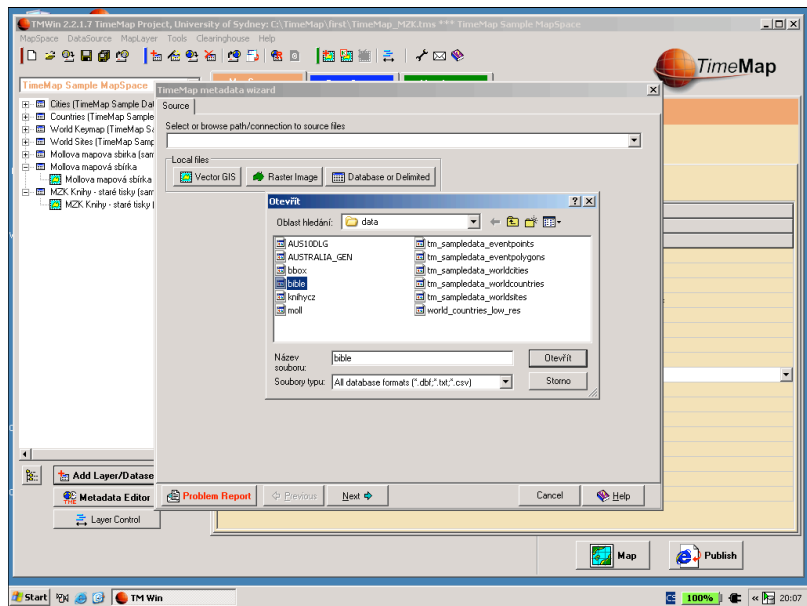 TMWin 2.2.1.7 TimeMap Project, University of Sydney: C:\TimeMap\first\TimeMap_MZK.tms *** TimeMap Sample MapSpace
MapSpace DataSource MapLayer Tools Clearinghouse Help
TimeMap
TimeMap Sample MapSpace
Cities (TimeMap Sample Dat
Countries (TimeMap Sample
World Keymap (TimeMap Sa
World Sites (TimeMap Samp
Mollova mapova sbirka (sam
Mollova mapová sbírka
Mollova mapová sbírka
MZK Knihy - staré tisky (sam
MZK Knihy - staré tisky (
TimeMap metadata wizard
Source
Select or browse path/connection to source files
Local files
Vector GIS
Raster Image
Database or Delimited
Otevřít
Oblast hledání: data
AUS10DLG
AUSTRALIA_GEN
bbox
bible
knihycz
moll
tm_sampledata_eventpoints
tm_sampledata_eventpolygons
tm_sampledata_worldcities
tm_sampledata_worldcountries
tm_sampledata_worldsites
world_countries_low_res
Název souboru: bible
Otevřít
Soubory typu: All database formats (*.dbf;*.txt;*.csv)
Storno
Add Layer/Datase
Metadata Editor
Layer Control
Problem Report
Previous
Next
Cancel
Help
Map
Publish
Start
TM Win
CS
100%
20:07